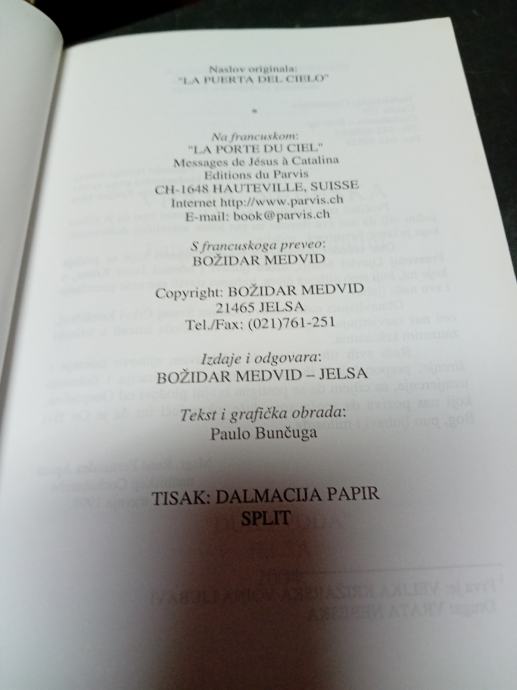 Naslov originala:
"LA PUERTA DEL CIELO"
*
Na francuskom:
"LA PORTE DU CIEL"
Messages de Jésus à Catalina
Editions du Parvis
CH-1648 HAUTEVILLE, SUISSE
Internet http://www.parvis.ch
E-mail: book@parvis.ch
S francuskoga preveo:
BOŽIDAR MEDVID
Copyright: BOŽIDAR MEDVID
21465 JELSA
Tel./Fax: (021)761-251
Izdaje i odgovara:
BOŽIDAR MEDVID – JELSA
Tekst i grafička obrada:
Paulo Bunčuga
TISAK: DALMACIJA PAPIR
SPLIT